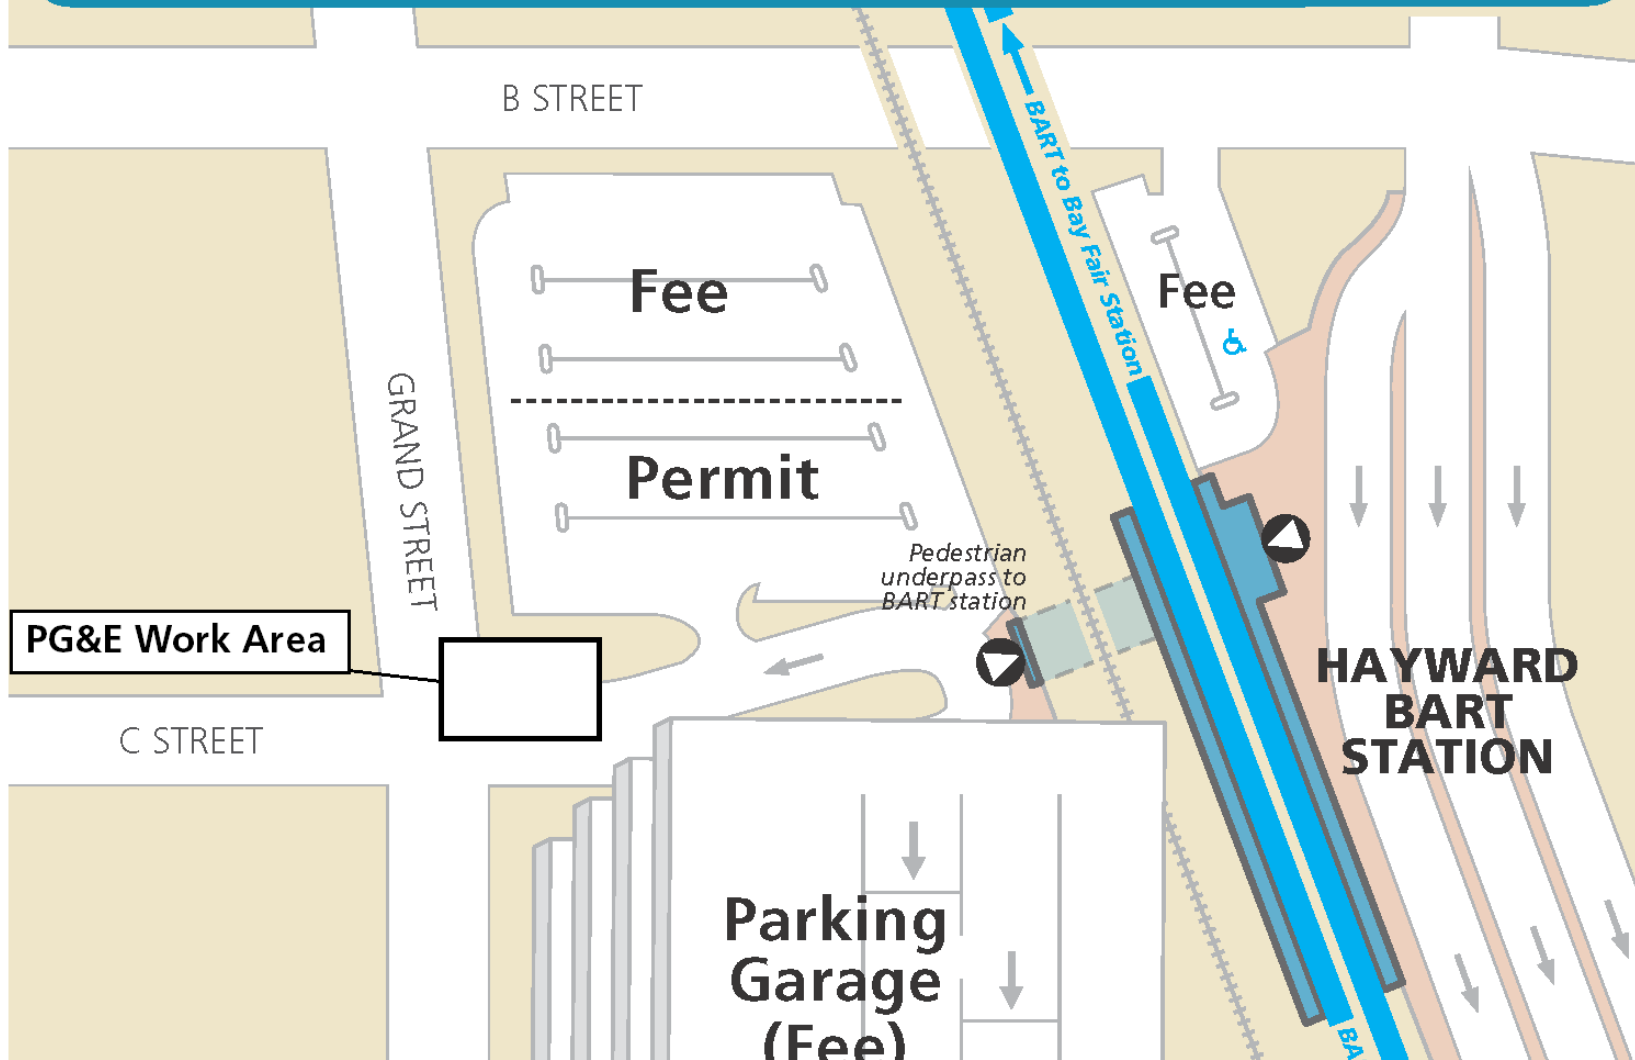 B STREET
BART to Bay Fair Station
Fee
Fee
GRAND STREET
Permit
Pedestrian
underpass to
BART station
PG&E Work Area
HAYWARD
BART
STATION
C STREET
Parking
Garage
(Fee)
BA